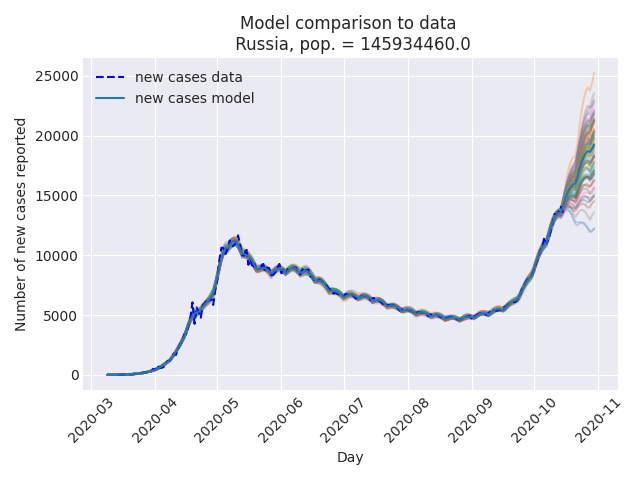 Model comparison to data
Russia, pop. = 145934460.0
new cases data
new cases model
25000
20000
15000
10000
5000
0
Number of new cases reported
2020-03
2020-04
2020-05
2020-06
2020-07
2020-08
2020-09
2020-10
2020-11
Day